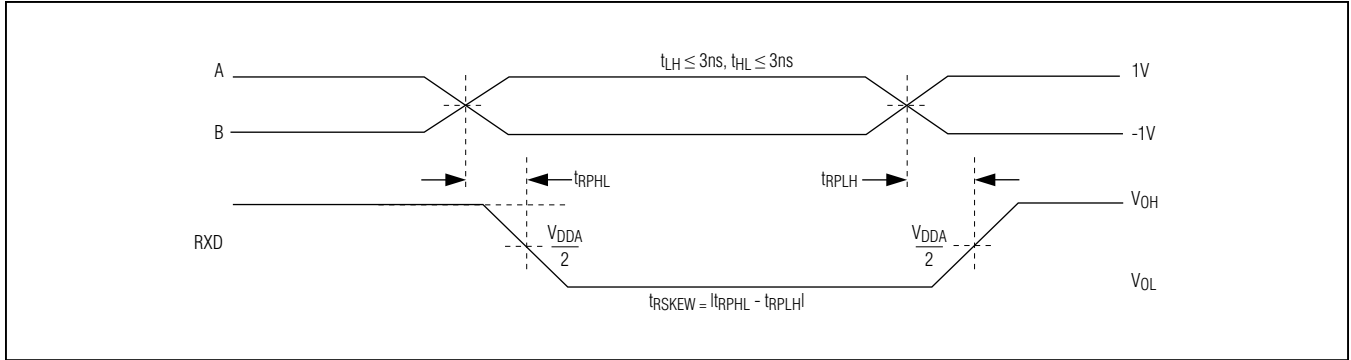 A
tLH ≤ 3ns, tHL ≤ 3ns
1V
B
-1V
tRPHL
tRPLH
VOH
RXD
VDDA
2
VDDA
2
VOL
tRSKEW = |tRPHL - tRPLH|